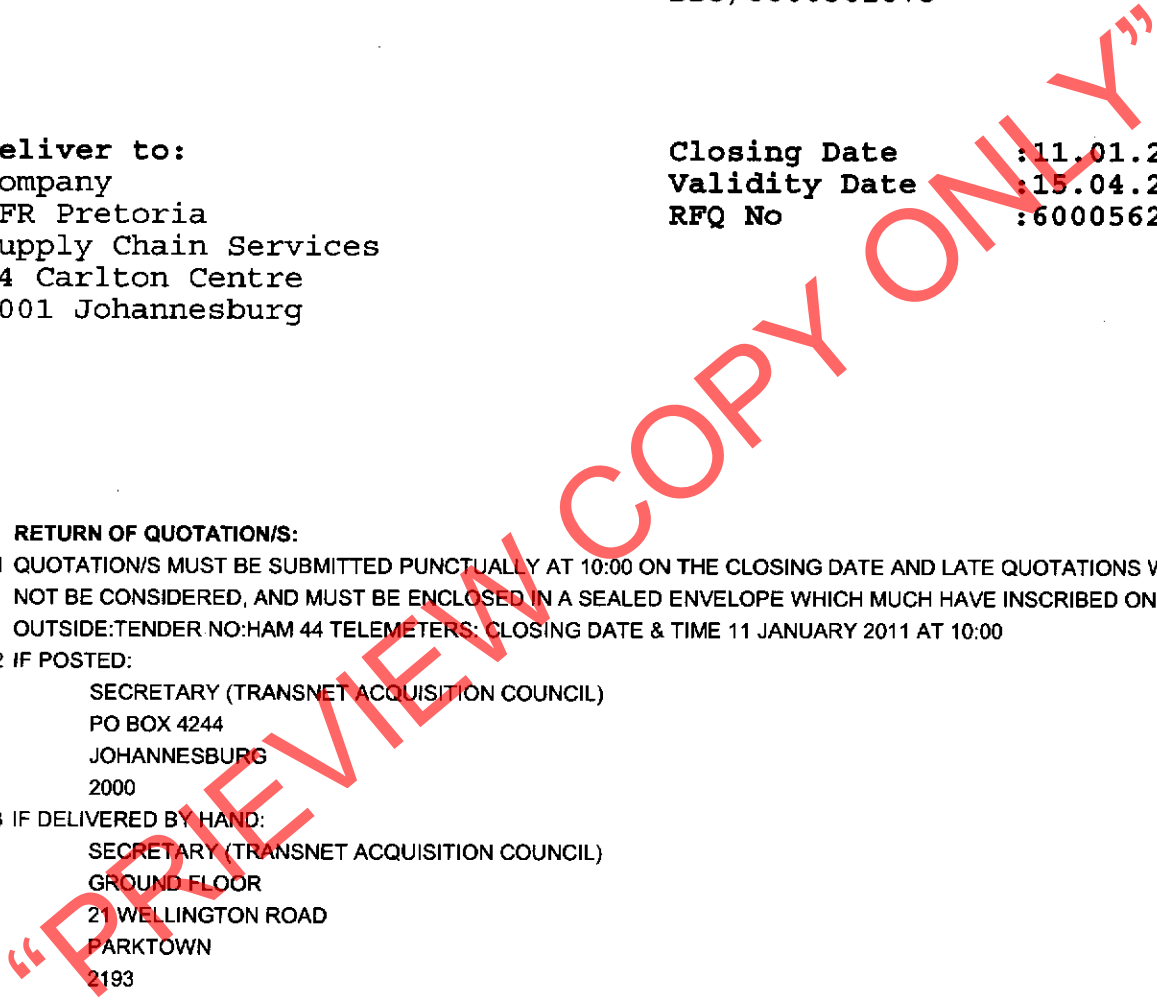 eliver to:
ompany
FR Pretoria
upply Chain Services
4 Carlton Centre
001 Johannesburg
Closing Date :11.01.2
Validity Date :15.04.2
RFQ No :6000562
RETURN OF QUOTATION/S:
QUOTATION/S MUST BE SUBMITTED PUNCTUALLY AT 10:00 ON THE CLOSING DATE AND LATE QUOTATIONS W
NOT BE CONSIDERED, AND MUST BE ENCLOSED IN A SEALED ENVELOPE WHICH MUCH HAVE INSCRIBED ON
OUTSIDE:TENDER NO:HAM 44 TELEMETERS: CLOSING DATE & TIME 11 JANUARY 2011 AT 10:00
2 IF POSTED:
SECRETARY (TRANSNET ACQUISITION COUNCIL)
PO BOX 4244
JOHANNESBURG
2000
3 IF DELIVERED BY HAND:
SECRETARY (TRANSNET ACQUISITION COUNCIL)
GROUND FLOOR
21 WELLINGTON ROAD
PARKTOWN
2193
"PRIEVIEW COPY ONLY"